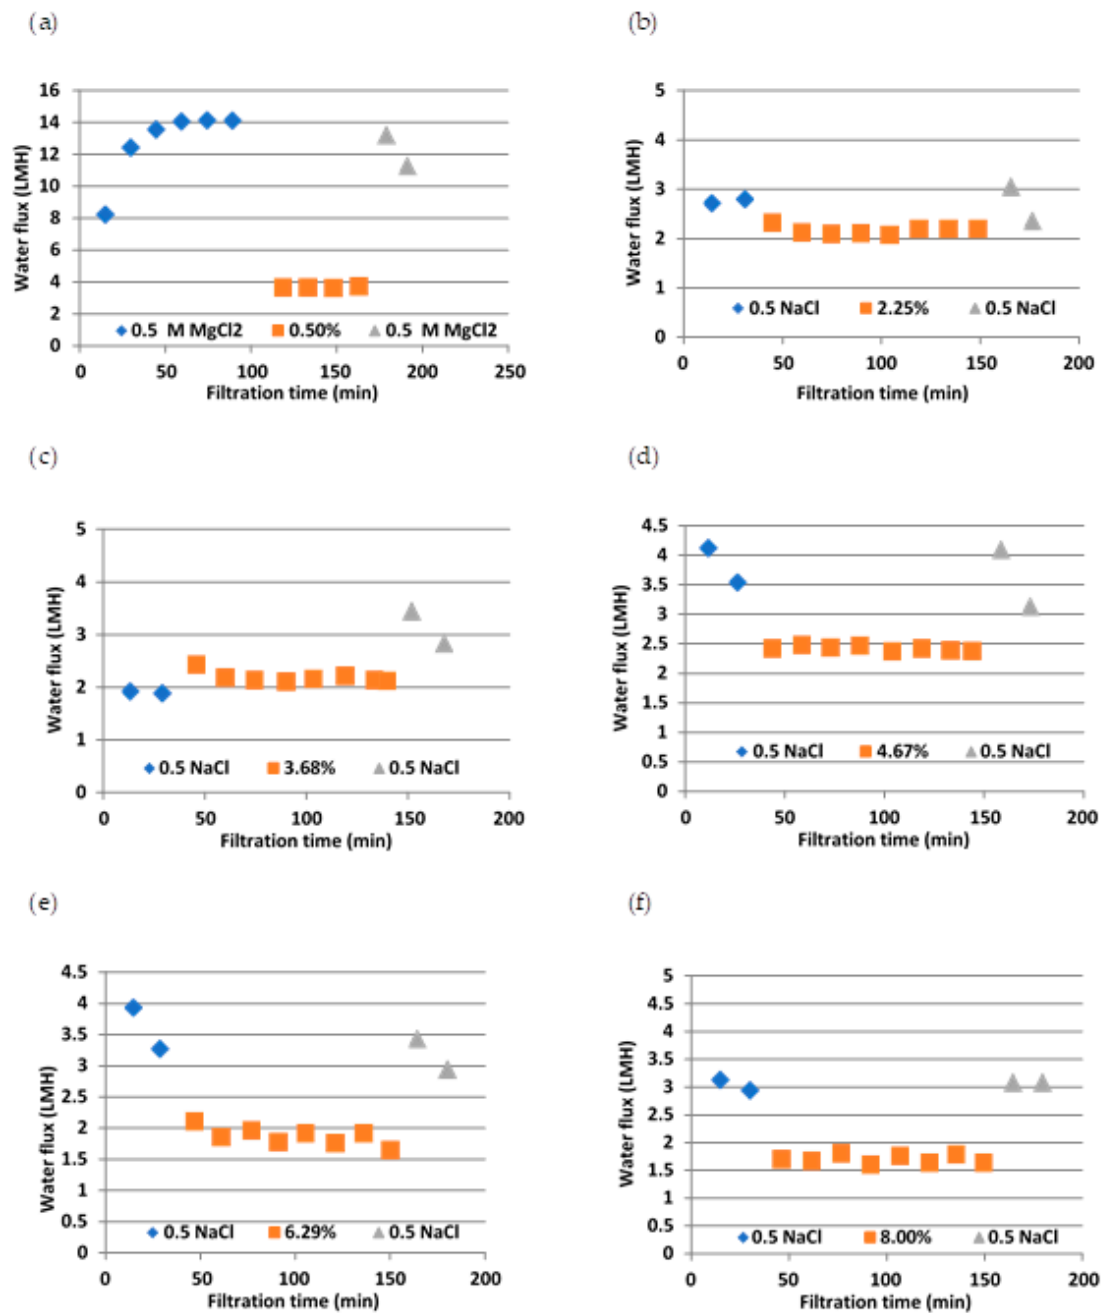 (a)
16
14
12
10
8
6
4
2
0
Water flux (LMH)
0.5 M MgCl2 0.50% 0.5 M MgCl2
0 50 100 150 200 250
Filtration time (min)
(b)
5
4
3
2
1
0
Water flux (LMH)
0.5 NaCl 2.25% 0.5 NaCl
0 50 100 150 200
Filtration time (min)
(c)
5
4
3
2
1
0
Water flux (LMH)
0.5 NaCl 3.68% 0.5 NaCl
0 50 100 150 200
Filtration time (min)
(d)
4.5
4
3.5
3
2.5
2
1.5
1
0.5
0
Water flux (LMH)
0.5 NaCl 4.67% 0.5 NaCl
0 50 100 150 200
Filtration time (min)
(e)
4.5
4
3.5
3
2.5
2
1.5
1
0.5
0
Water flux (LMH)
0.5 NaCl 6.29% 0.5 NaCl
0 50 100 150 200
Filtration time (min)
(f)
5
4.5
4
3.5
3
2.5
2
1.5
1
0.5
0
Water flux (LMH)
0.5 NaCl 8.00% 0.5 NaCl
0 50 100 150 200
Filtration time (min)